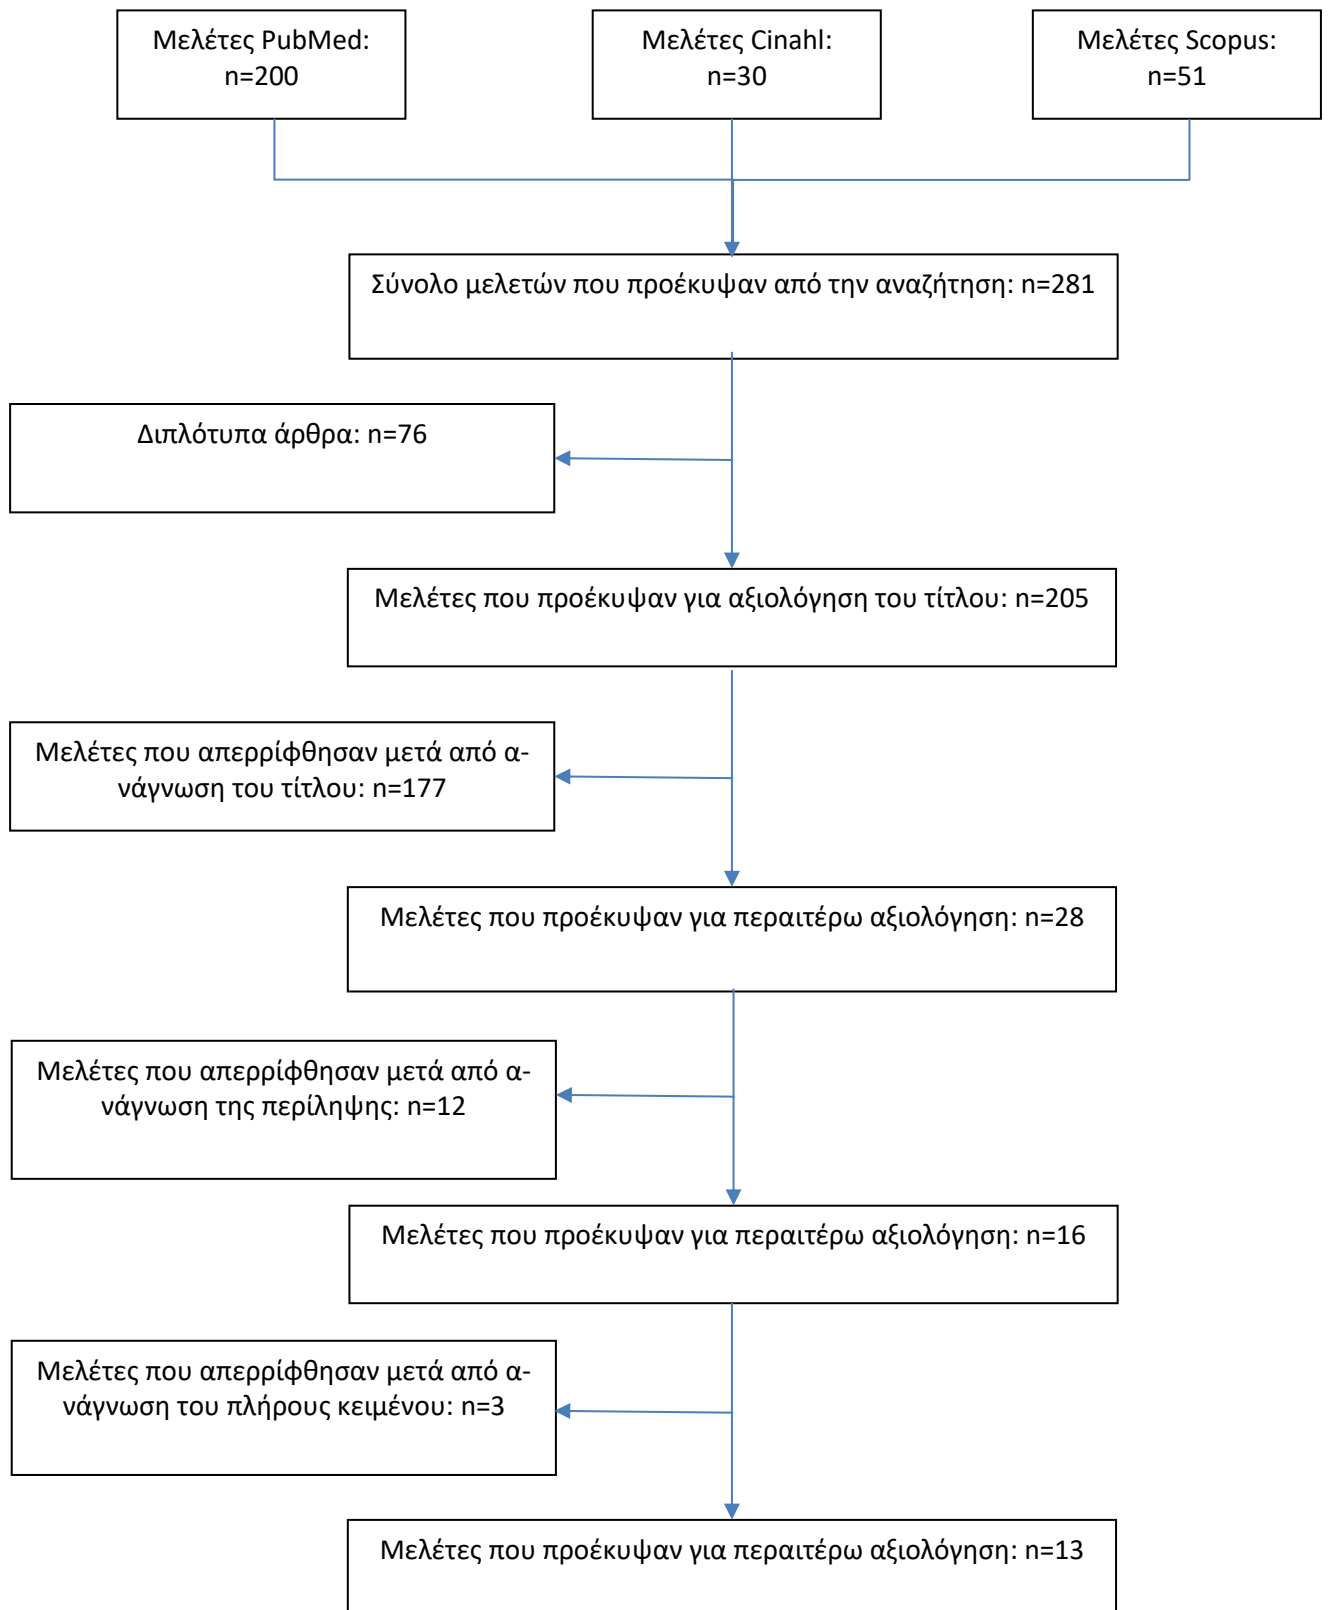 Μελέτες PubMed:
n=200
Μελέτες Cinahl:
n=30
Μελέτες Scopus:
n=51
Σύνολο μελετών που προέκυψαν από την αναζήτηση: n=281
Διπλότυπα άρθρα: n=76
Μελέτες που προέκυψαν για αξιολόγηση του τίτλου: n=205
Μελέτες που απερρίφθησαν μετά από α-
νάγνωση του τίτλου: n=177
Μελέτες που προέκυψαν για περαιτέρω αξιολόγηση: n=28
Μελέτες που απερρίφθησαν μετά από α-
νάγνωση της περίληψης: n=12
Μελέτες που προέκυψαν για περαιτέρω αξιολόγηση: n=16
Μελέτες που απερρίφθησαν μετά από α-
νάγνωση του πλήρους κειμένου: n=3
Μελέτες που προέκυψαν για περαιτέρω αξιολόγηση: n=13